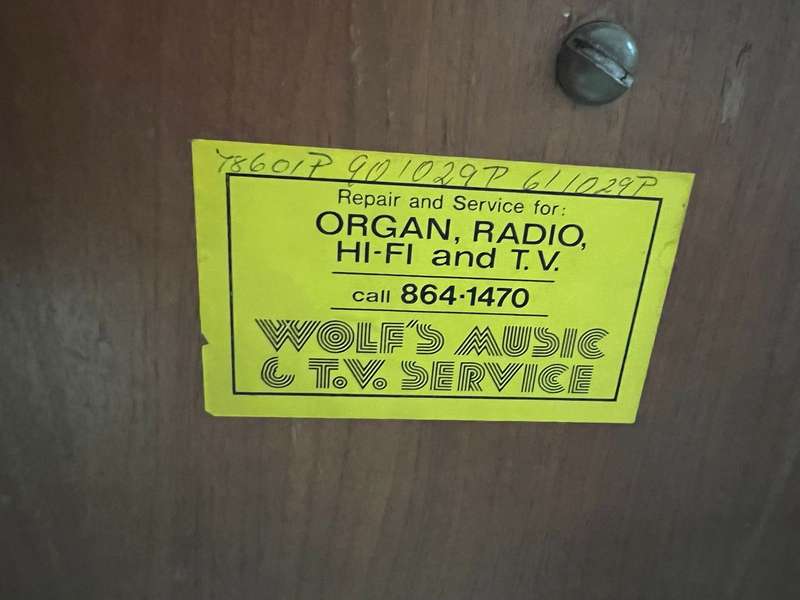 78601P 901029P 611029P
Repair and Service for:
ORGAN, RADIO,
HI-FI and T.V.
call 864-1470
WOLF'S MUSIC
& T.V. SERVICE